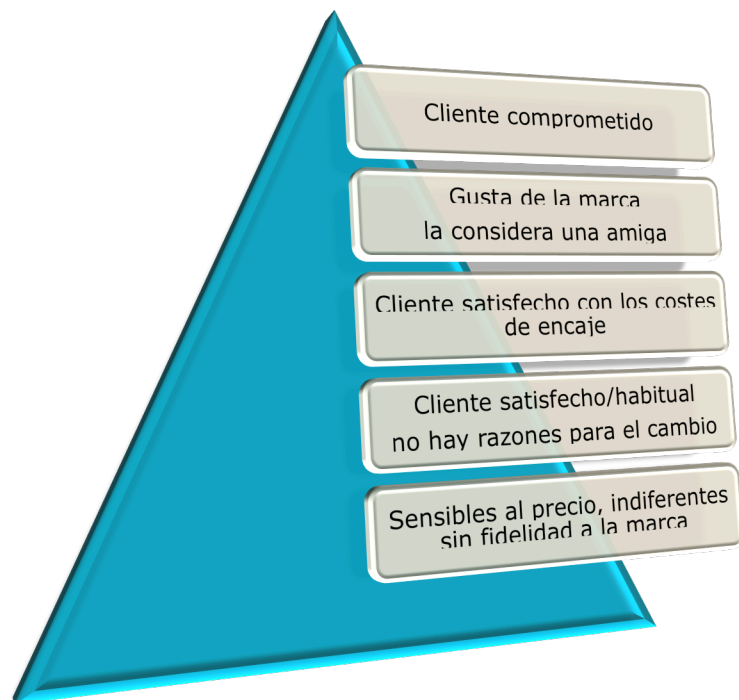 Cliente comprometido
Gusta de la marca
la considera una amiga
Cliente satisfecho con los costes
de encaje
Cliente satisfecho/habitual
no hay razones para el cambio
Sensibles al precio, indiferentes
sin fidelidad a la marca